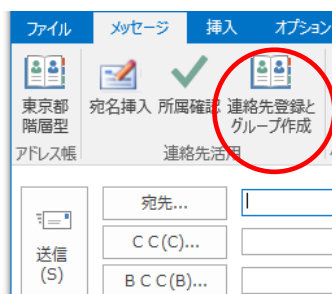 ファイル メッセージ 挿入 オプション
東京都 宛名挿入 所属確認 連絡先登録と
階層型 グループ作成
アドレス帳 連絡先活用
宛先...
送信 C C(C)...
(S) B C C(B)...